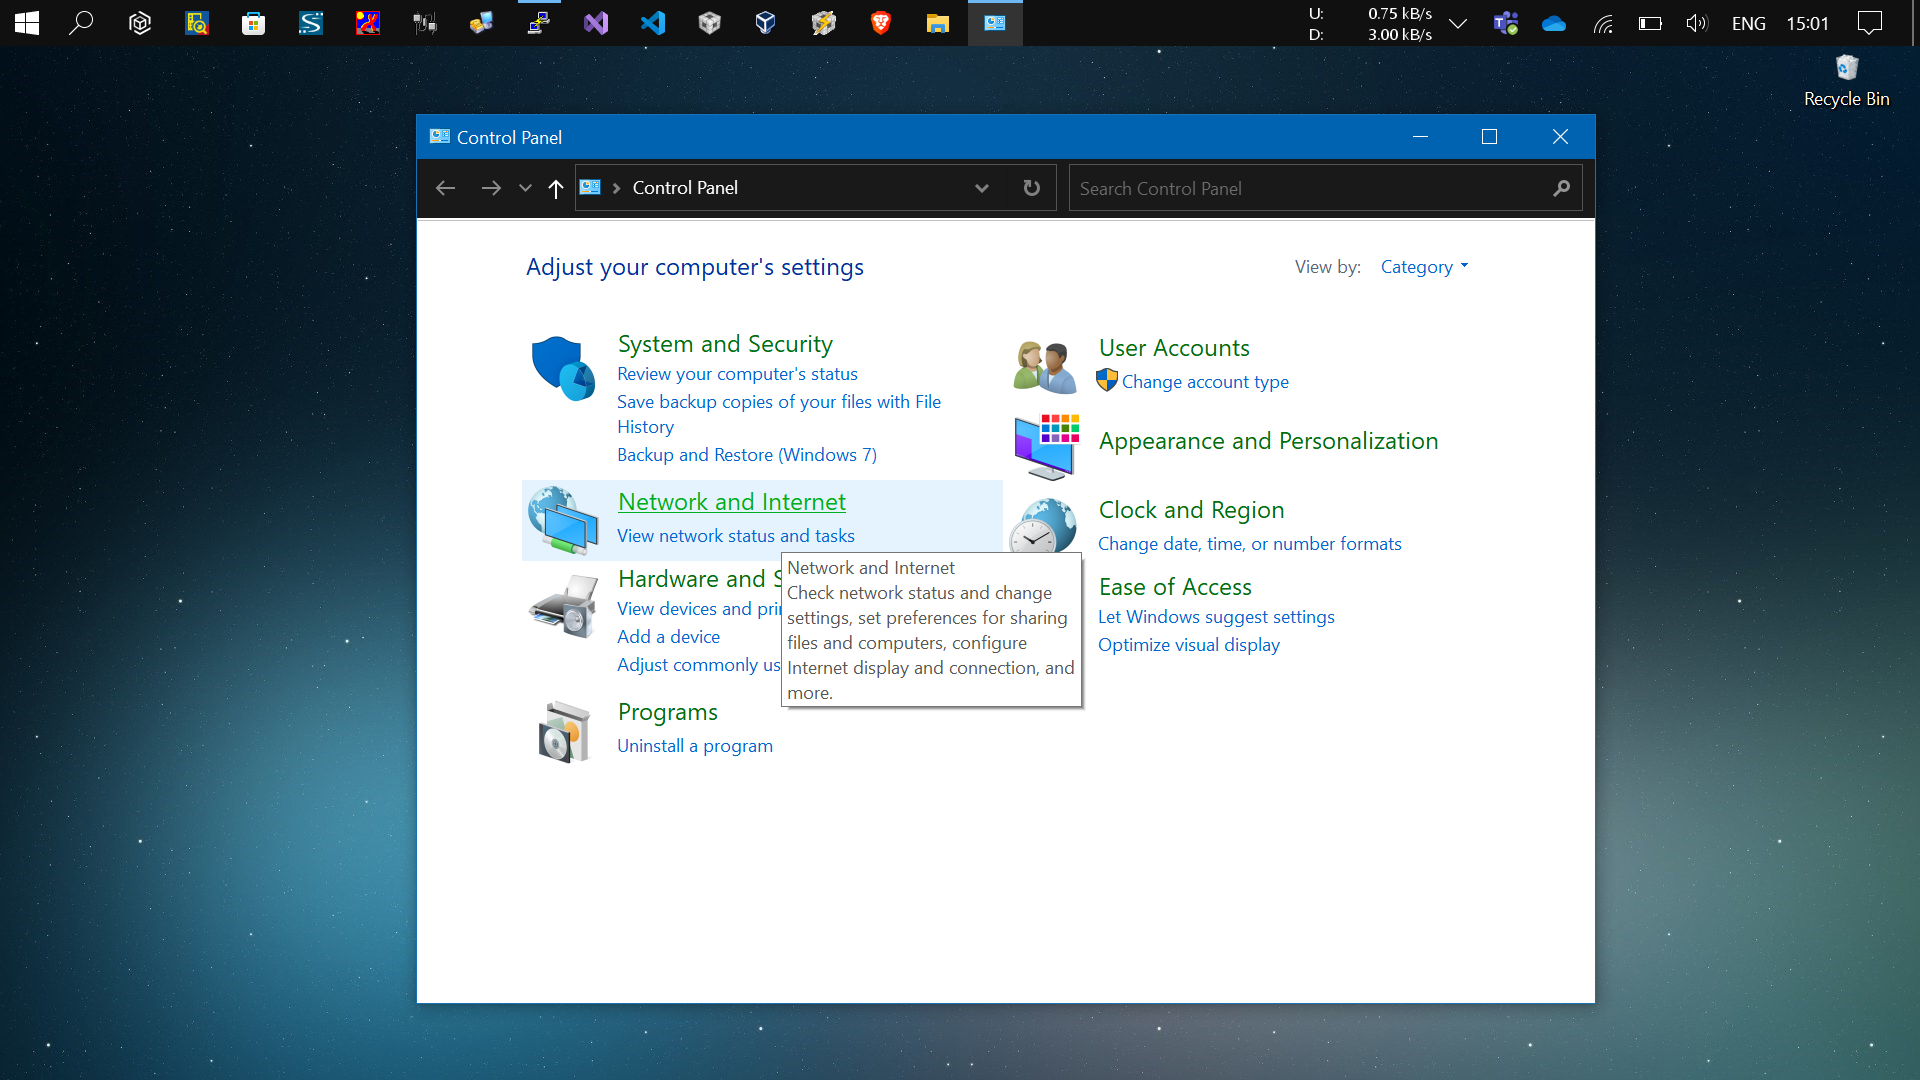 U: 0.75 kB/s
D: 3.00 kB/s
ENG
15:01
Recycle Bin
Control Panel
Control Panel
Search Control Panel
Adjust your computer's settings
View by: Category
System and Security
Review your computer's status
Save backup copies of your files with File
History
Backup and Restore (Windows 7)
Network and Internet
View network status and tasks
Hardware and S
View devices and prin
Add a device
Adjust commonly us
Programs
Uninstall a program
User Accounts
Change account type
Appearance and Personalization
Clock and Region
Change date, time, or number formats
Ease of Access
Let Windows suggest settings
Optimize visual display
Network and Internet
Check network status and change
settings, set preferences for sharing
files and computers, configure
Internet display and connection, and
more.